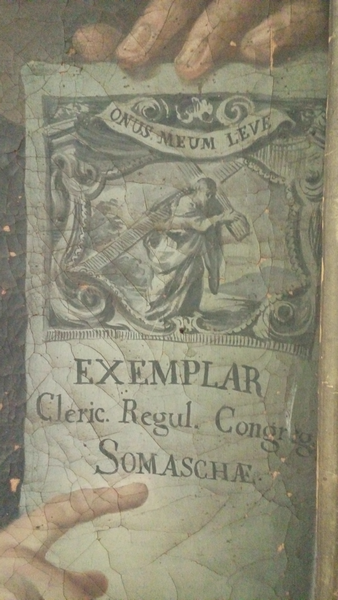 ONUS. MEUM LEVE
EXEMPLAR
Cleric. Regul. Congreg.
SOMASCHÆ.